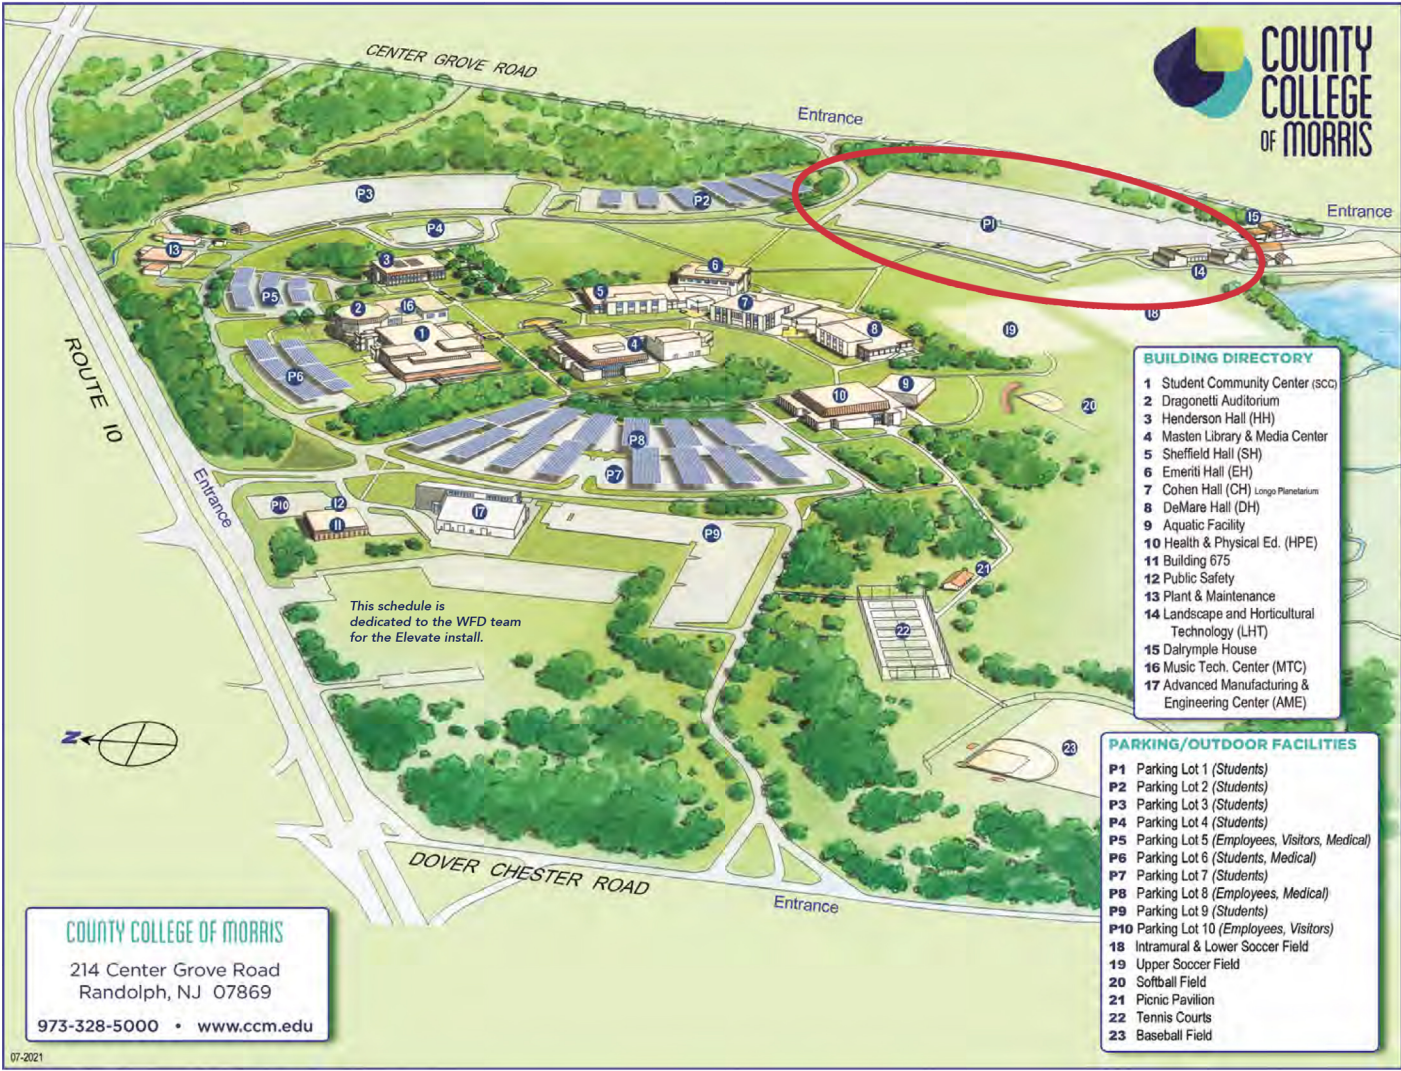 CENTER GROVE ROAD
Entrance
COUNTY
COLLEGE
OF MORRIS
Entrance
P3
P2
P4
P1
15
13
14
3
6
P5
5
7
2
16
18
1
19
8
4
P6
9
10
20
ROUTE 10
P8
P7
Entrance
P10
12
11
17
P9
21
22
23
This schedule is
dedicated to the WFD team
for the Elevate install.
N
DOVER CHESTER ROAD
Entrance
BUILDING DIRECTORY
1 Student Community Center (SCC)
2 Dragonetti Auditorium
3 Henderson Hall (HH)
4 Masten Library & Media Center
5 Sheffield Hall (SH)
6 Emeriti Hall (EH)
7 Cohen Hall (CH) Longo Planetarium
8 DeMare Hall (DH)
9 Aquatic Facility
10 Health & Physical Ed. (HPE)
11 Building 675
12 Public Safety
13 Plant & Maintenance
14 Landscape and Horticultural
Technology (LHT)
15 Dalrymple House
16 Music Tech. Center (MTC)
17 Advanced Manufacturing &
Engineering Center (AME)
PARKING/OUTDOOR FACILITIES
P1 Parking Lot 1 (Students)
P2 Parking Lot 2 (Students)
P3 Parking Lot 3 (Students)
P4 Parking Lot 4 (Students)
P5 Parking Lot 5 (Employees, Visitors, Medical)
P6 Parking Lot 6 (Students, Medical)
P7 Parking Lot 7 (Students)
P8 Parking Lot 8 (Employees, Medical)
P9 Parking Lot 9 (Students)
P10 Parking Lot 10 (Employees, Visitors)
18 Intramural & Lower Soccer Field
19 Upper Soccer Field
20 Softball Field
21 Picnic Pavilion
22 Tennis Courts
23 Baseball Field
COUNTY COLLEGE OF MORRIS
214 Center Grove Road
Randolph, NJ 07869
973-328-5000 • www.ccm.edu
07-2021